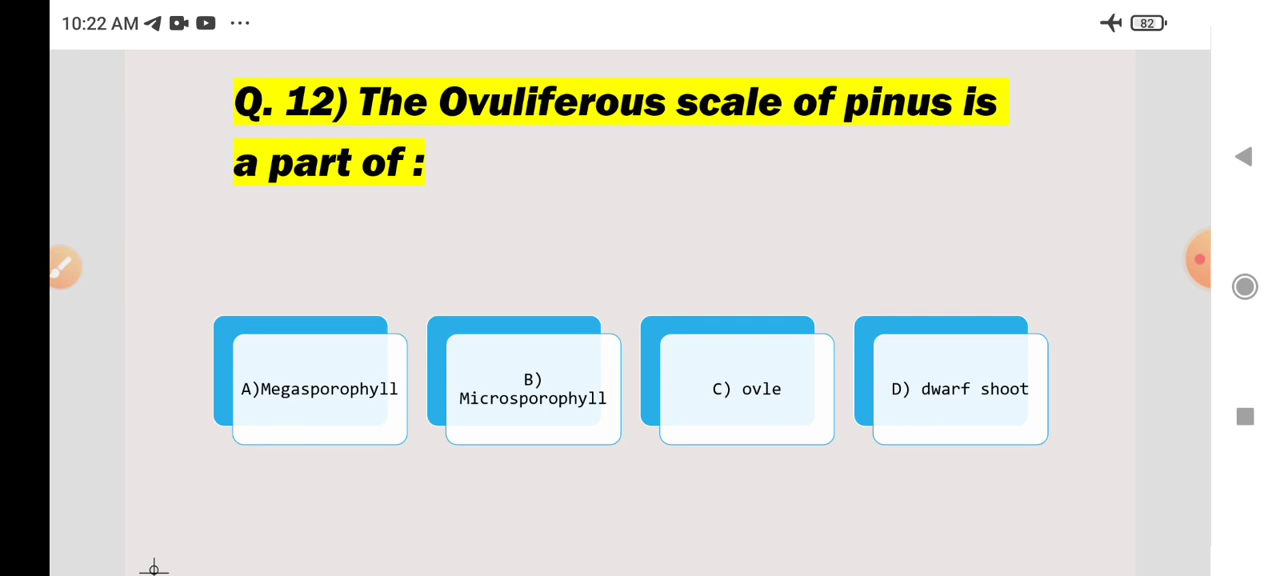 10:22 AM ...
82
Q. 12) The Ovuliferous scale of pinus is
a part of :
A)Megasporophyll
B)
Microsporophyll
C) ovle
D) dwarf shoot